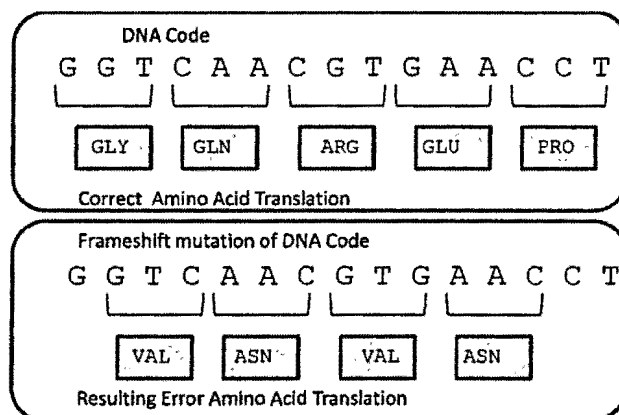 DNA Code
G G T C A A C G T G A A C C T
GLY GLN ARG GLU PRO
Correct Amino Acid Translation
Frameshift mutation of DNA Code
G G T C A A C G T G A A C C T
VAL ASN VAL ASN
Resulting Error Amino Acid Translation